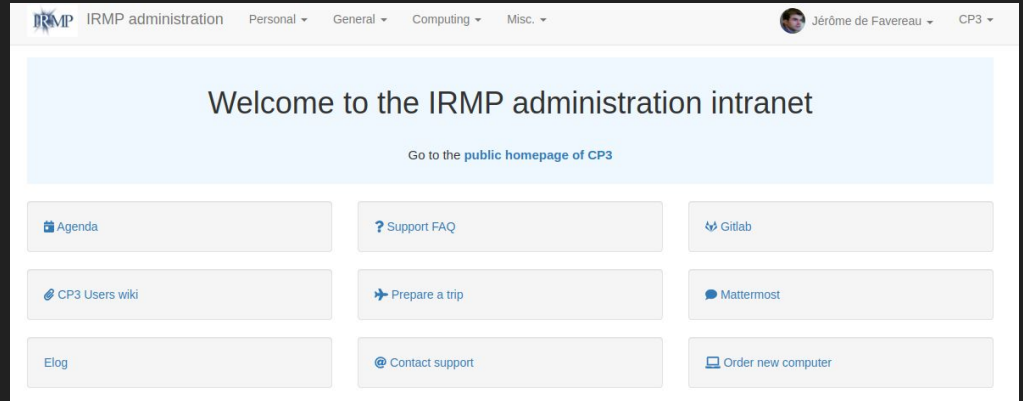 IRMP IRMP administration Personal General Computing Misc. Jérôme de Favereau CP3
Welcome to the IRMP administration intranet
Go to the public homepage of CP3
Agenda Support FAQ Gitlab
CP3 Users wiki Prepare a trip Mattermost
Elog Contact support Order new computer